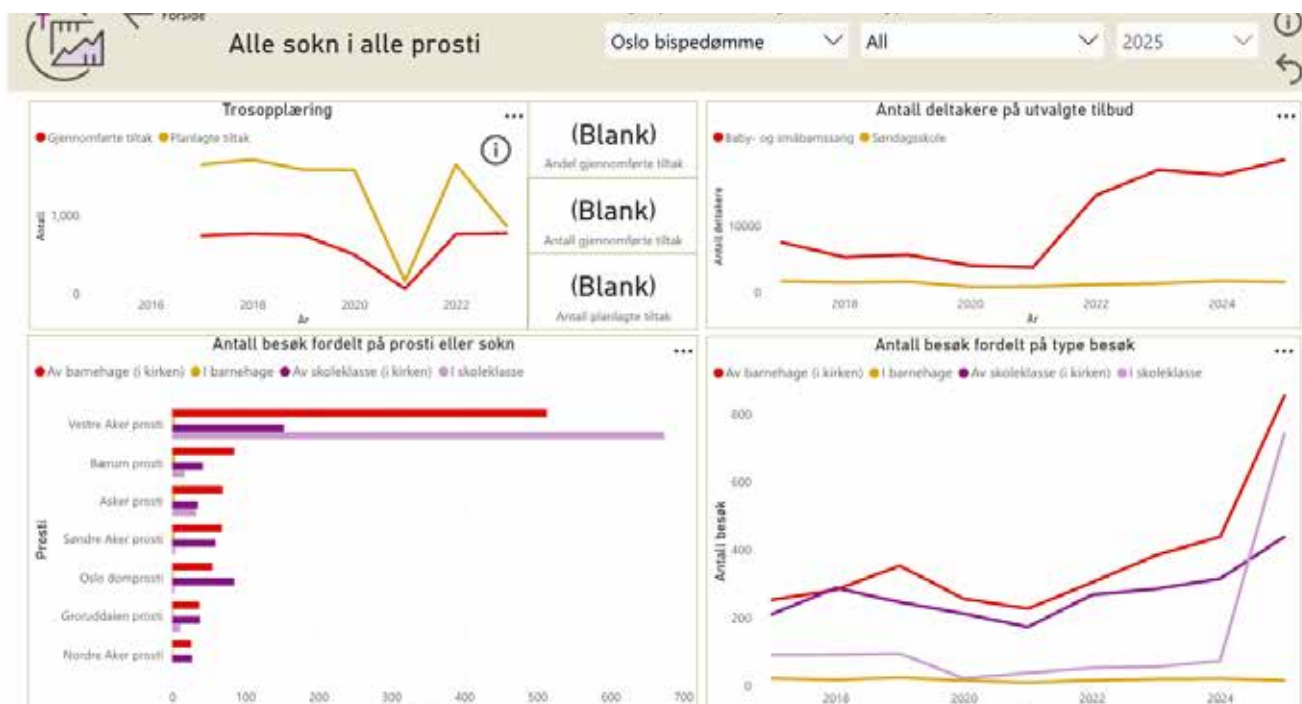 Forside
Alle sokn i alle prosti
Oslo bispedømme
All
2025
Trosopplæring
Gjennomførte tiltak
Planlagte tiltak
Antall
1,000
0
2016
2018
2020
2022
År
(Blank)
Andel gjennomførte tiltak
(Blank)
Antall gjennomførte tiltak
(Blank)
Antall planlagte tiltak
Antall deltakere på utvalgte tilbud
Baby- og småbarnssang
Søndagsskole
Antall deltakere
10000
0
2018
2020
2022
2024
År
Antall besøk fordelt på prosti eller sokn
Av barnehage (i kirken)
I barnehage
Av skoleklasse (i kirken)
I skoleklasse
Prosti
Vestre Aker prosti
Bærum prosti
Asker prosti
Søndre Aker prosti
Oslo domprosti
Groruddalen prosti
Nordre Aker prosti
0
100
200
300
400
500
600
700
Antall besøk fordelt på type besøk
Av barnehage (i kirken)
I barnehage
Av skoleklasse (i kirken)
I skoleklasse
Antall besøk
800
600
400
200
0
2016
2020
2022
2024